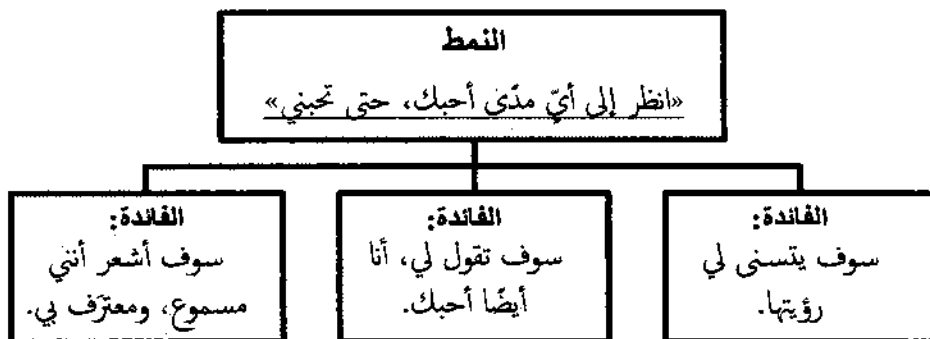 النمط
«انظر إلى أيّ مدًى أحبك، حتى تحبني»
الفائدة:
سوف يتسنى لي
رؤيتها.
الفائدة:
سوف تقول لي، أنا
أيضًا أحبك.
الفائدة:
سوف أشعر أنني
مسموع، ومعترَف بي.